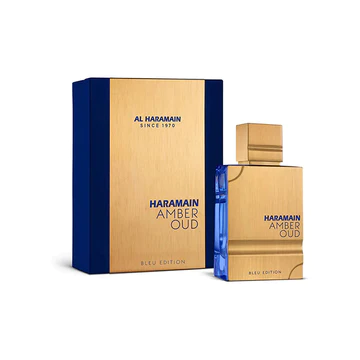 AL HARAMAIN
SINCE 1970
HARAMAIN
AMBER
OUD
BLEU EDITION
HARAMAIN
AMBER
OUD
BLEU EDITION